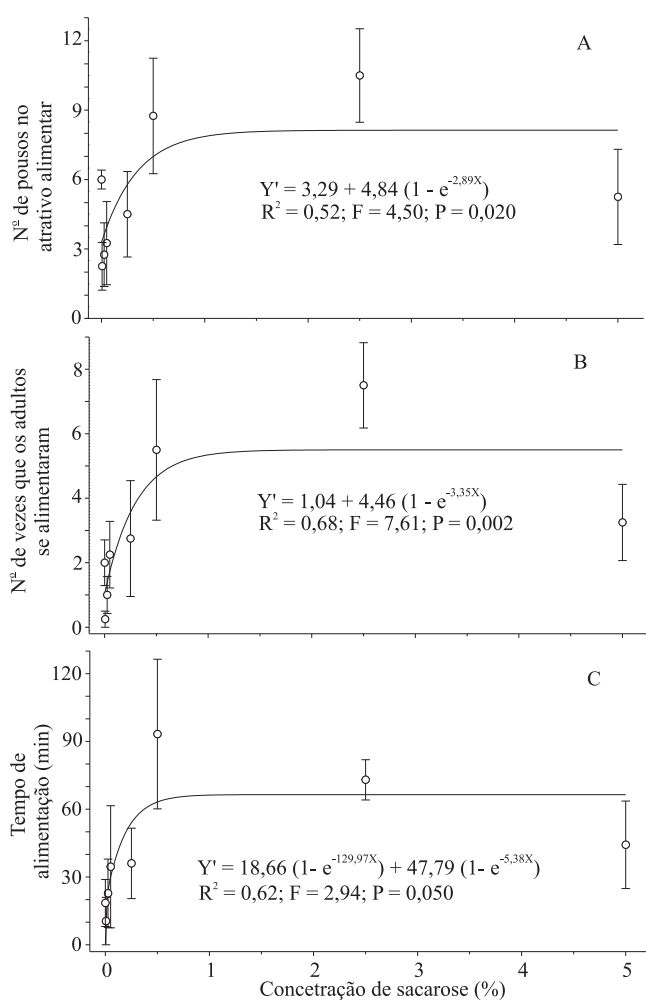 12
9
6
3
0
Nº de pousos no
atrativo alimentar
A
Y' = 3,29 + 4,84 (1 - e^-2,89X)
R² = 0,52; F = 4,50; P = 0,020
8
6
4
2
0
Nº de vezes que os adultos
se alimentaram
B
Y' = 1,04 + 4,46 (1 - e^-3,35X)
R² = 0,68; F = 7,61; P = 0,002
120
90
60
30
0
Tempo de
alimentação (min)
C
Y' = 18,66 (1- e^-129,97X) + 47,79 (1- e^-5,38X)
R² = 0,62; F = 2,94; P = 0,050
0 1 2 3 4 5
Concetração de sacarose (%)